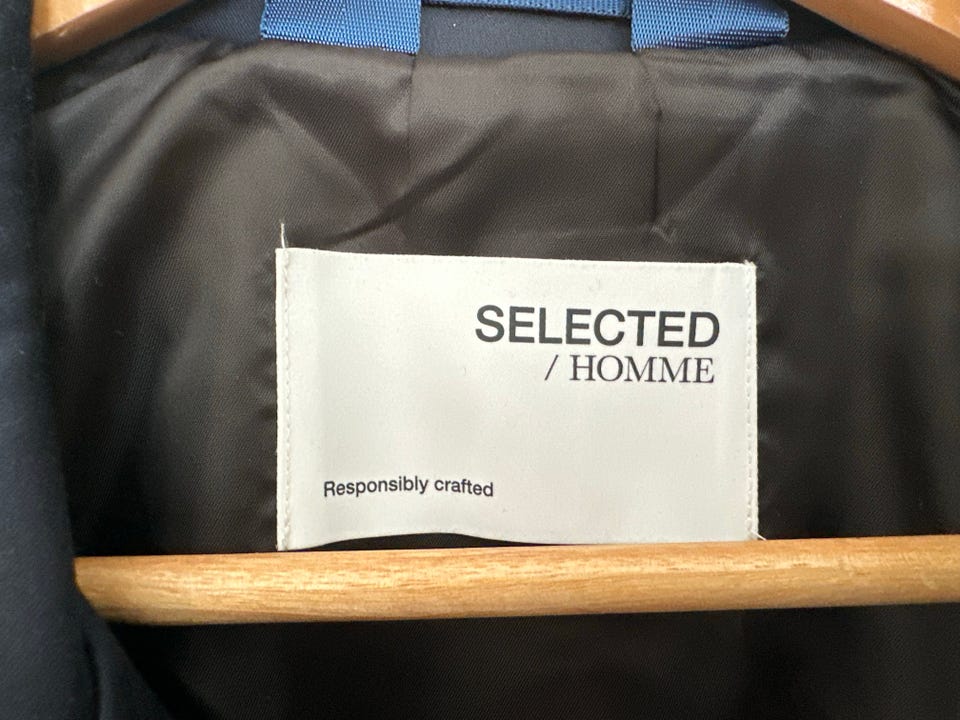 SELECTED
/ HOMME
Responsibly crafted